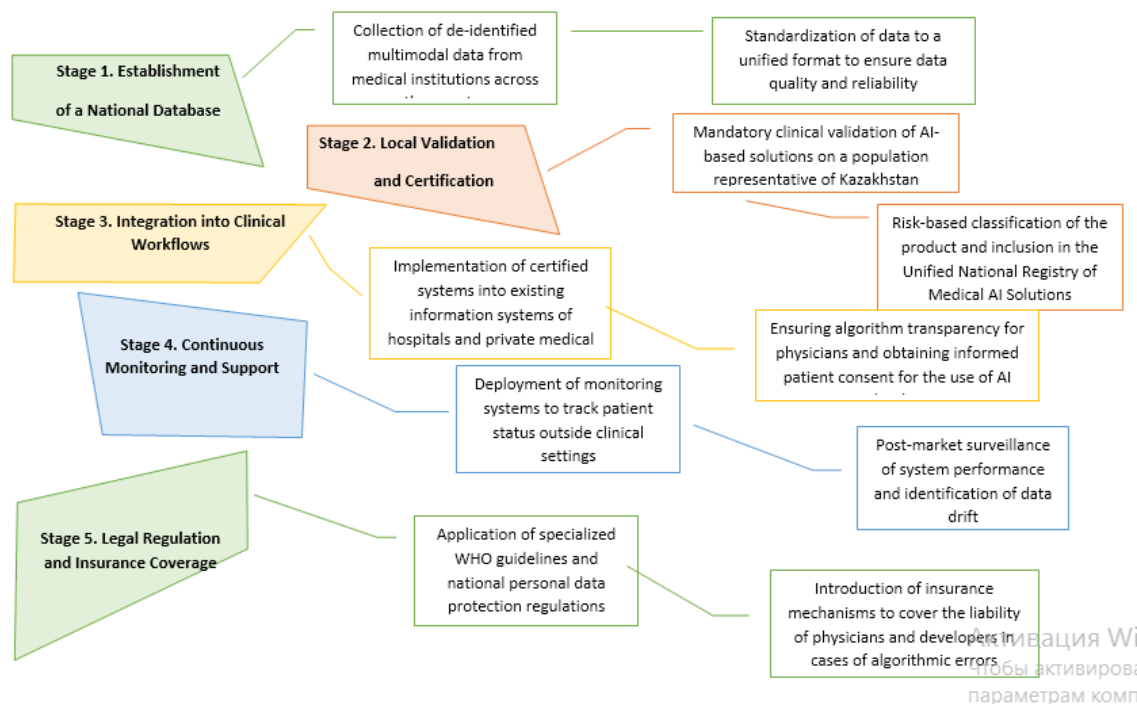 Stage 1. Establishment
of a National Database
Collection of de-identified
multimodal data from
medical institutions across
Standardization of data to a
unified format to ensure data
quality and reliability
Stage 2. Local Validation
and Certification
Mandatory clinical validation of AI-
based solutions on a population
representative of Kazakhstan
Risk-based classification of the
product and inclusion in the
Unified National Registry of
Medical AI Solutions
Stage 3. Integration into Clinical
Workflows
Implementation of certified
systems into existing
information systems of
hospitals and private medical
Ensuring algorithm transparency for
physicians and obtaining informed
patient consent for the use of AI
Stage 4. Continuous
Monitoring and Support
Deployment of monitoring
systems to track patient
status outside clinical
settings
Post-market surveillance
of system performance
and identification of data
drift
Stage 5. Legal Regulation
and Insurance Coverage
Application of specialized
WHO guidelines and
national personal data
protection regulations
Introduction of insurance
mechanisms to cover the liability
of physicians and developers in
cases of algorithmic errors
Активация Wi
Чтобы активирова
параметрам комп